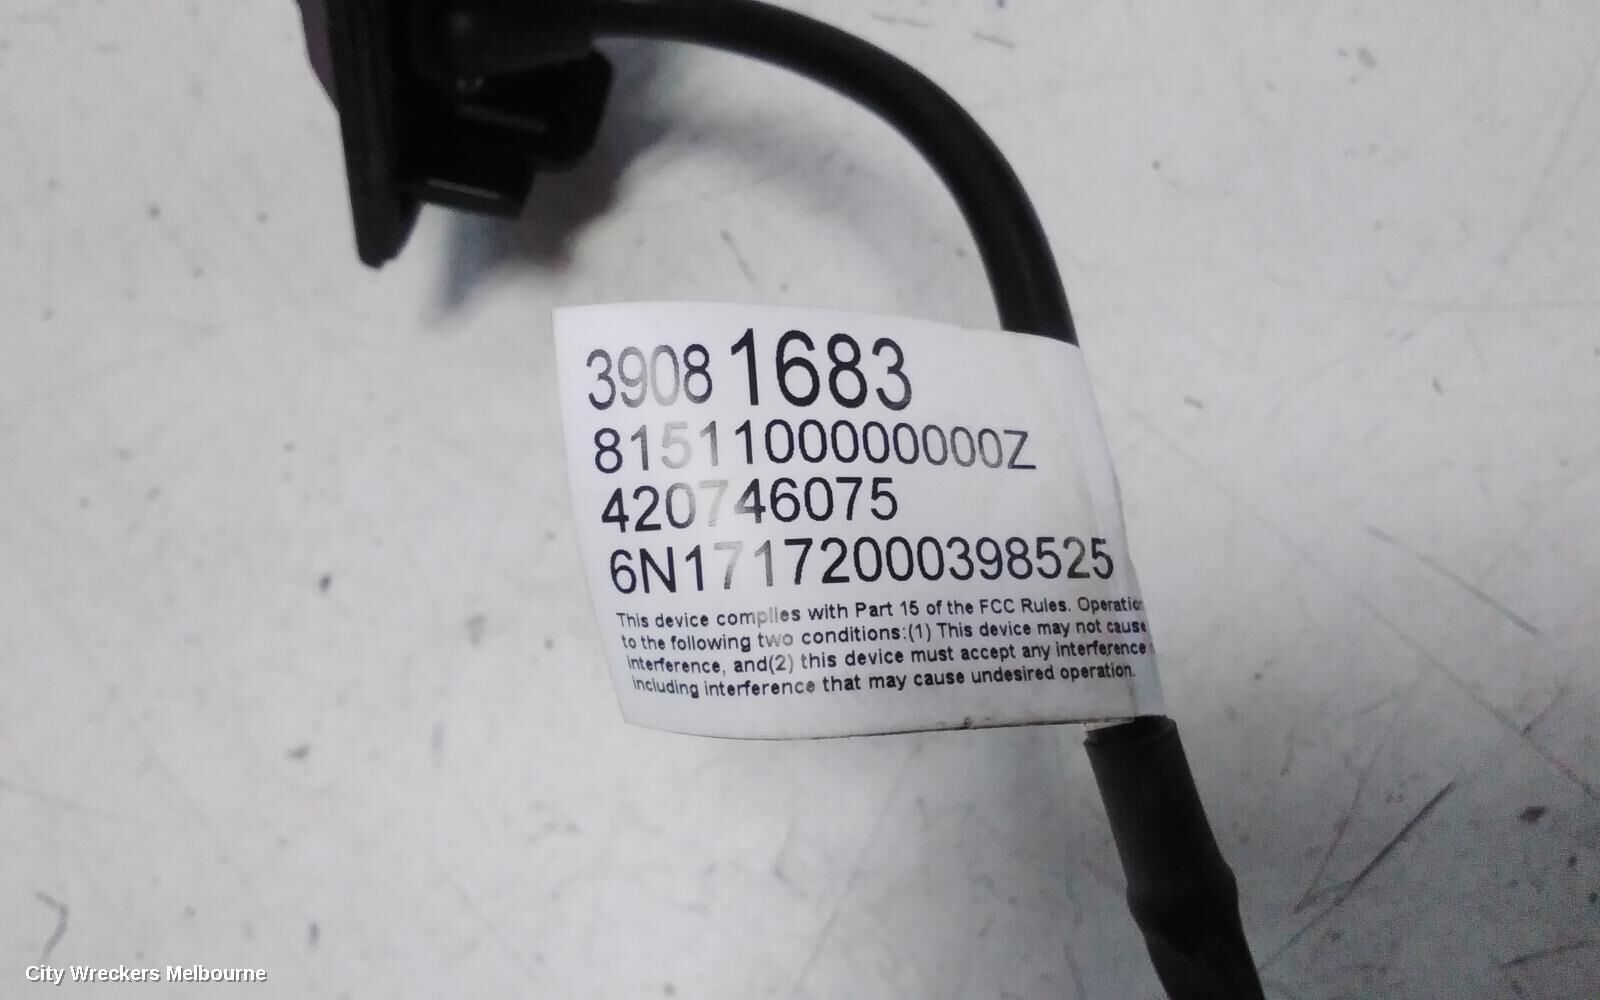 3908 1683
8151100000000Z
420746075
6N17172000398525
This device complies with Part 15 of the FCC Rules. Operation
to the following two conditions:(1) This device may not cause
interference, and(2) this device must accept any interference
including interference that may cause undesired operation.
City Wreckers Melbourne